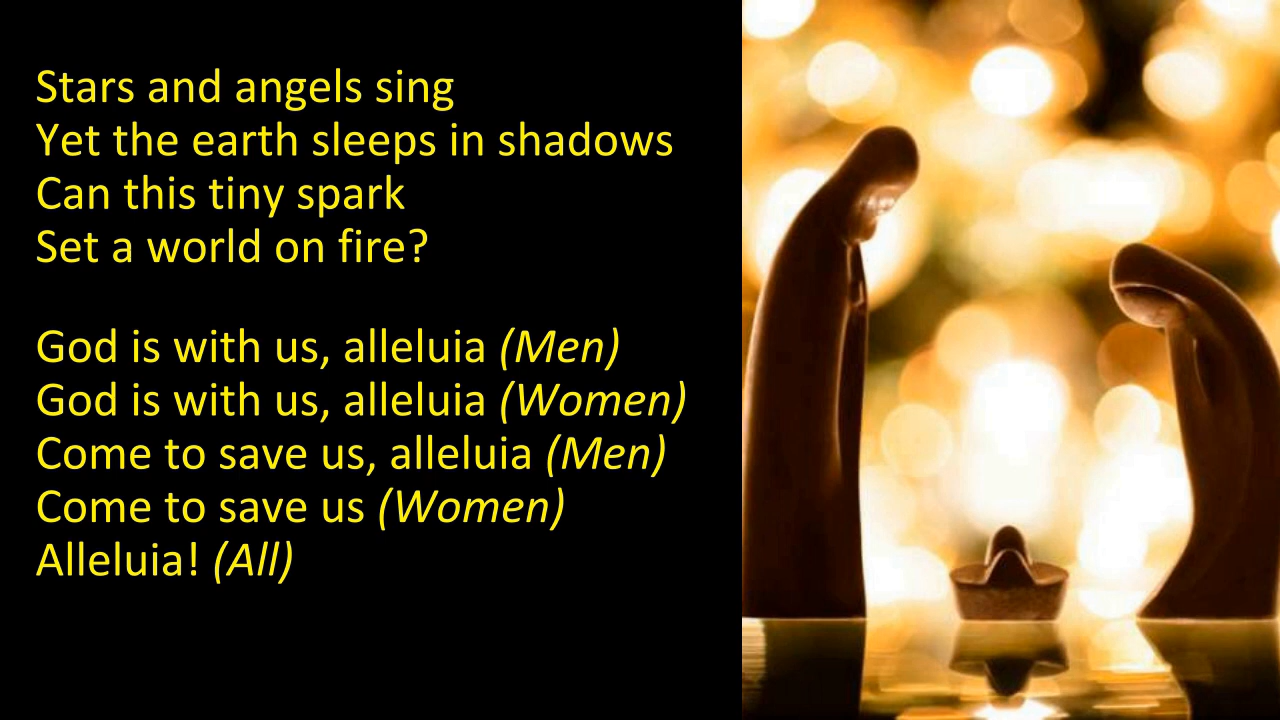 Stars and angels sing
Yet the earth sleeps in shadows
Can this tiny spark
Set a world on fire?
God is with us, alleluia (Men)
God is with us, alleluia (Women)
Come to save us, alleluia (Men)
Come to save us (Women)
Alleluia! (All)